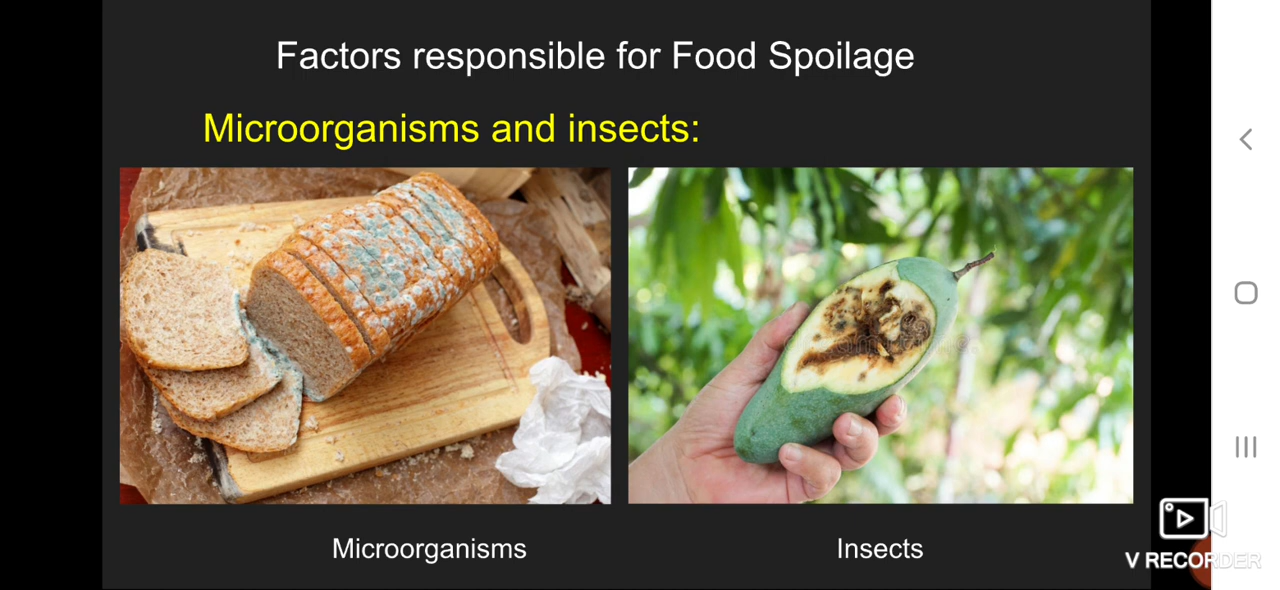 Factors responsible for Food Spoilage
Microorganisms and insects:
Microorganisms
Insects
V RECORDER